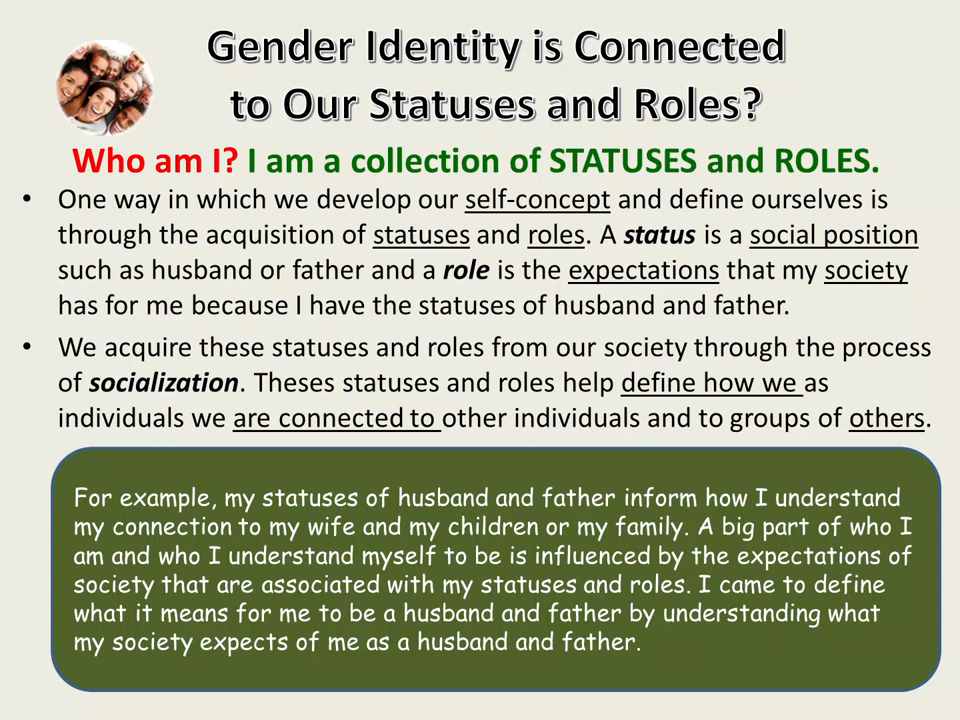 Gender Identity is Connected
to Our Statuses and Roles?
Who am I? I am a collection of STATUSES and ROLES.
• One way in which we develop our self-concept and define ourselves is
through the acquisition of statuses and roles. A status is a social position
such as husband or father and a role is the expectations that my society
has for me because I have the statuses of husband and father.
• We acquire these statuses and roles from our society through the process
of socialization. Theses statuses and roles help define how we as
individuals we are connected to other individuals and to groups of others.
For example, my statuses of husband and father inform how I understand
my connection to my wife and my children or my family. A big part of who I
am and who I understand myself to be is influenced by the expectations of
society that are associated with my statuses and roles. I came to define
what it means for me to be a husband and father by understanding what
my society expects of me as a husband and father.